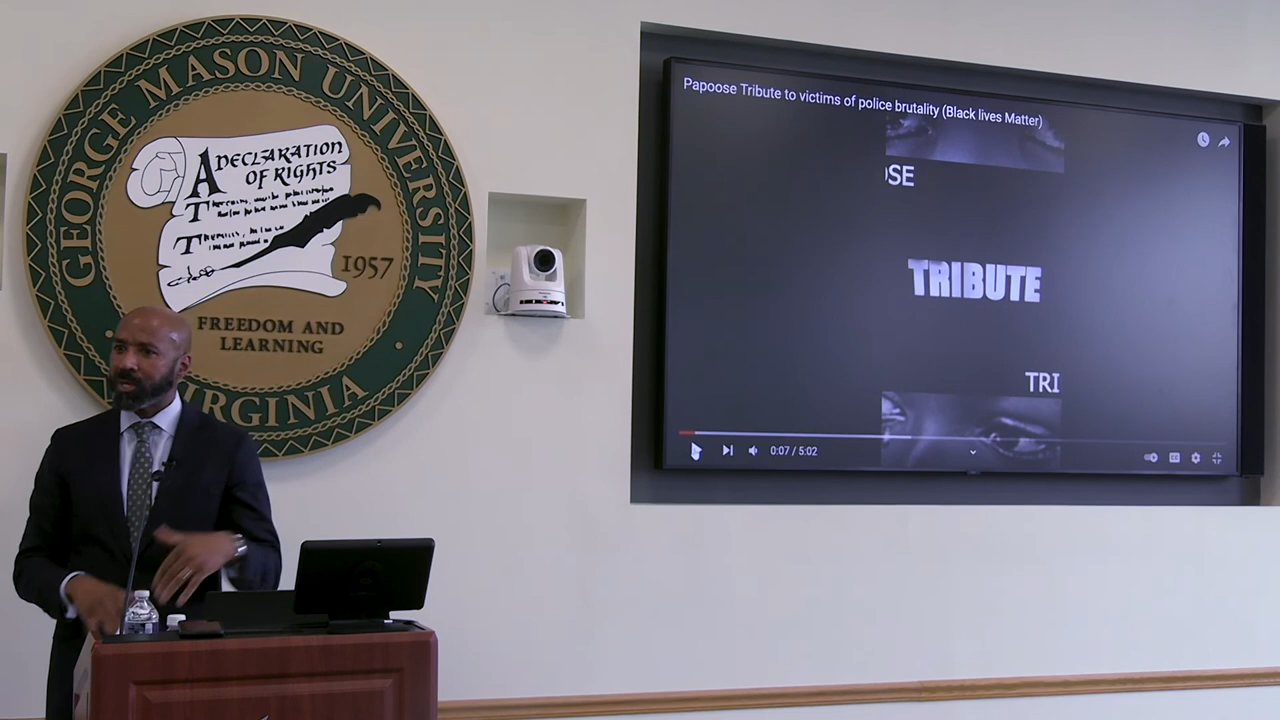 GEORGE MASON UNIVERSITY
A DECLARATION
OF RIGHTS
1957
FREEDOM AND
LEARNING
VIRGINIA
Papoose Tribute to victims of police brutality (Black lives Matter)
OSE
TRIBUTE
TRI
0:07 / 5:02